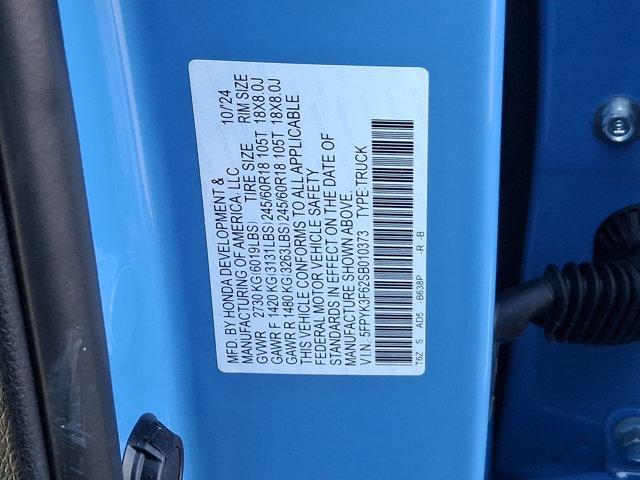 MFD. BY HONDA DEVELOPMENT & 10/24
MANUFACTURING OF AMERICA, LLC
TIRE SIZE RIM SIZE
GVWR 2730 KG(6019LBS)
GAWR F 1420 KG(3131LBS)245/60R18 105T 18X8.0J
GAWR R 1480 KG(3263LBS)245/60R18 105T 18X8.0J
THIS VEHICLE CONFORMS TO ALL APPLICABLE
FEDERAL MOTOR VEHICLE SAFETY
STANDARDS IN EFFECT ON THE DATE OF
MANUFACTURE SHOWN ABOVE.
V.I.N. 5FPYK3F62SB010373 TYPE:TRUCK
T6Z S AD5 -B638P -R -B